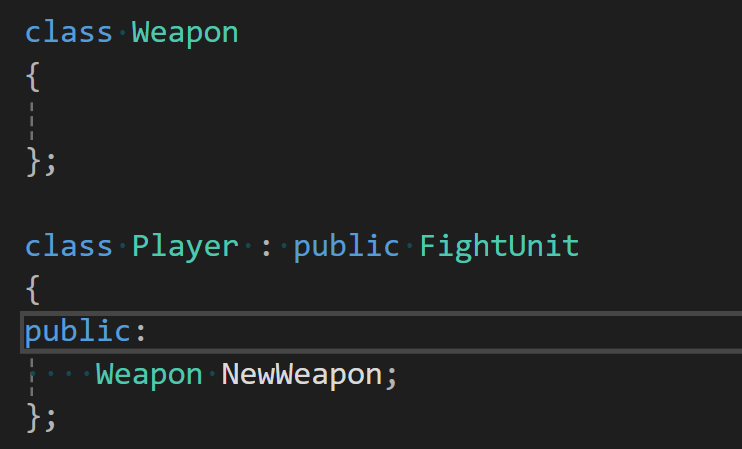 class Weapon
{
};
class Player : public FightUnit
{
public:
    Weapon NewWeapon;
};